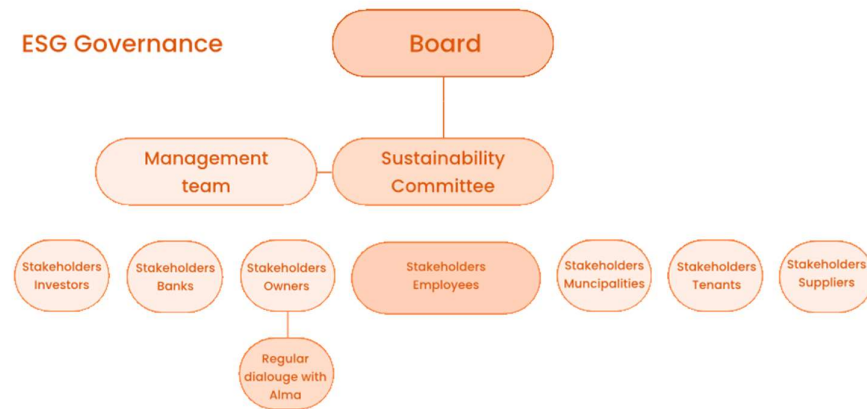 ESG Governance
Board
Management
team
Sustainability
Committee
Stakeholders
Investors
Stakeholders
Banks
Stakeholders
Owners
Stakeholders
Employees
Stakeholders
Muncipalities
Stakeholders
Tenants
Stakeholders
Suppliers
Regular
dialouge with
Alma